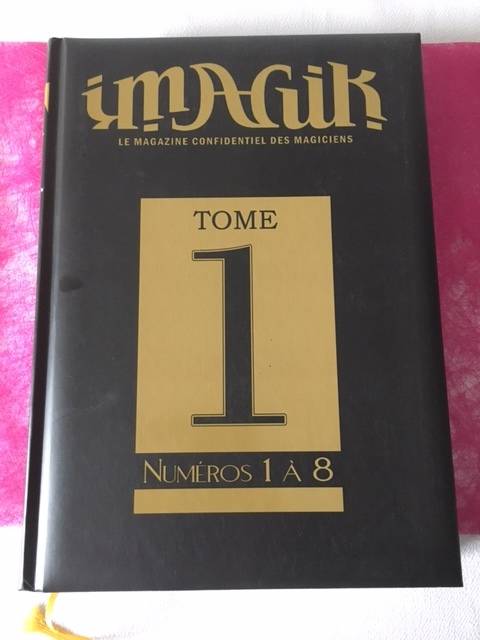 iMAGiK
LE MAGAZINE CONFIDENTIEL DES MAGICIENS
TOME
1
NUMÉROS 1 À 8